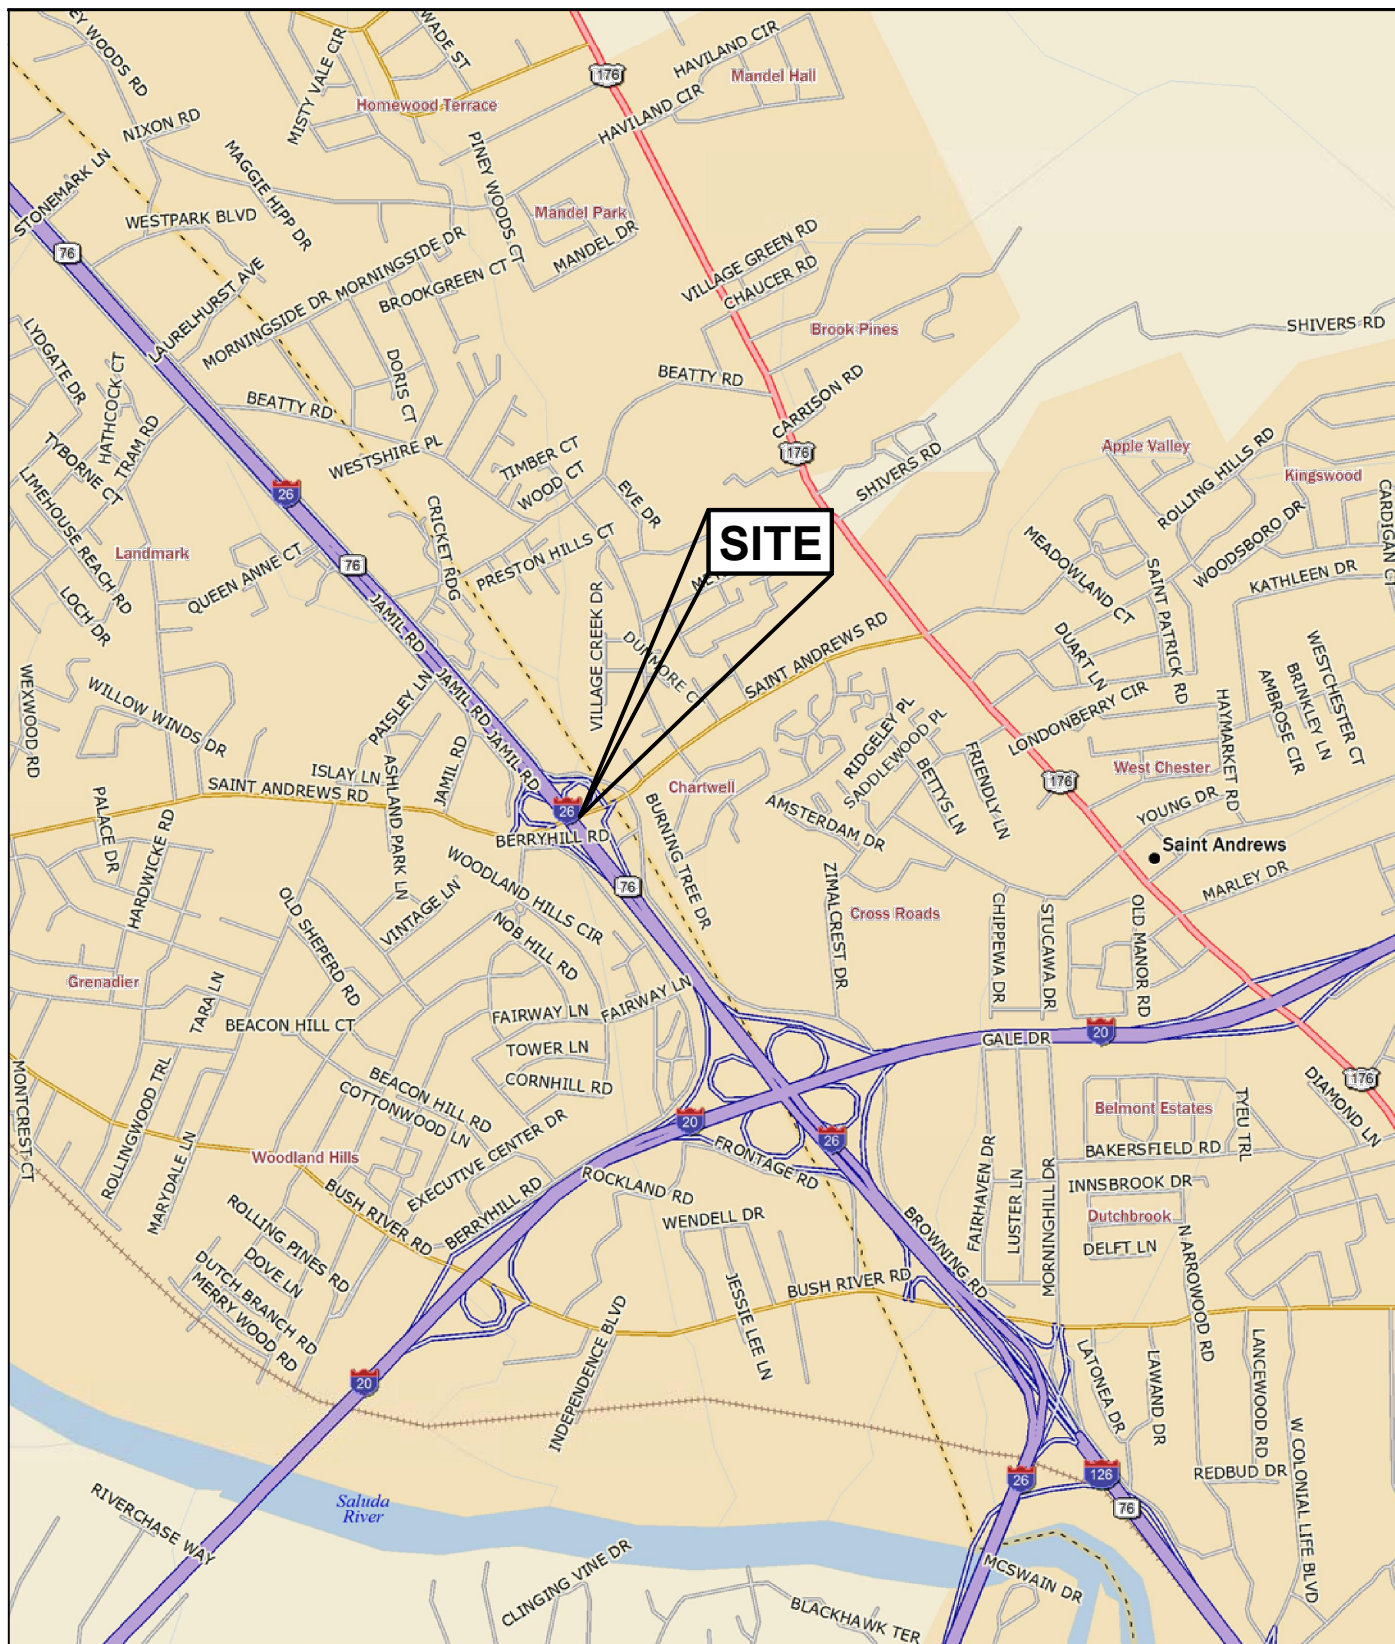 EY WOODS RD
WADE ST
HAVILAND CIR
MISTY VALE CIR
176
Mandel Hall
Homewood Terrace
NIXON RD
HAVILAND CIR
PINEY WOODS CT
MAGGIE HIPP DR
STONEMARK LN
WESTPARK BLVD
Mandel Park
MANDEL DR
76
VILLAGE GREEN RD
MORNINGSIDE DR
BROOKGREEN CT
CHAUCER RD
LAURELHURST AVE
MORNINGSIDE DR
Brook Pines
SHIVERS RD
LYDGATE DR
HATHCOCK CT
DORIS CT
BEATTY RD
BEATTY RD
CARRISON RD
TRAM RD
TYBORNE CT
WESTSHIRE PL
TIMBER CT
176
Apple Valley
ROLLING HILLS RD
Kingswood
LIMEHOUSE REACH RD
26
WOOD CT
SHIVERS RD
EVE DR
CARDIGAN CT
CRICKET RDG
SITE
WOODSBORO DR
MEADOWLAND CT
Landmark
QUEEN ANNE CT
76
PRESTON HILLS CT
KATHLEEN DR
LOCH DR
JAMIL RD
VILLAGE CREEK DR
SAINT PATRICK RD
DUNMORE C
SAINT ANDREWS RD
DUART LN
WESTCHESTER CT
WEXWOOD RD
WILLOW WINDS DR
PAISLEY LN
JAMIL RD
JAMIL RD
RIDGELEY PL
LONDONBERRY CIR
HAYMARKET RD
AMBROSE CIR
BRINKLEY LN
SADDLEWOOD PL
FRIENDLY LN
BETTYS LN
ISLAY LN
JAMIL RD
SAINT ANDREWS RD
ASHLAND PARK LN
Chartwell
176
West Chester
PALACE DR
HARDWICKE RD
26
BERRYHILL RD
BURNING TREE DR
AMSTERDAM DR
YOUNG DR
Saint Andrews
WOODLAND HILLS CIR
76
ZIMALCREST DR
MARLEY DR
OLD SHEPERD RD
VINTAGE LN
NOB HILL RD
Cross Roads
CHIPPEWA DR
STUCAWA DR
OLD MANOR RD
Grenadier
TARA LN
FAIRWAY LN
FAIRWAY LN
BEACON HILL CT
TOWER LN
GALE DR
20
MONTCREST CT
ROLLINGWOOD TRL
BEACON HILL RD
CORNHILL RD
176
DIAMOND LN
COTTONWOOD LN
20
26
Belmont Estates
TYEU TRL
MARYDALE LN
Woodland Hills
EXECUTIVE CENTER DR
FRONTAGE RD
BAKERSFIELD RD
ROCKLAND RD
FAIRHAVEN DR
LUSTER LN
MORNINGHILL DR
INNSBROOK DR
BUSH RIVER RD
BERRYHILL RD
WENDELL DR
BROWNING RD
Dutchbrook
ROLLING PINES RD
DELFT LN
N ARROWOOD RD
DOVE LN
DUTCH BRANCH RD
MERRY WOOD RD
JESSIE LEE LN
BUSH RIVER RD
INDEPENDENCE BLVD
20
LATONEA DR
LAWAND DR
LANCEWOOD RD
W COLONIAL LIFE BLVD
26
126
REDBUD DR
76
RIVERCHASE WAY
Saluda
River
CLINGING VINE DR
MCSWAIN DR
BLACKHAWK TER